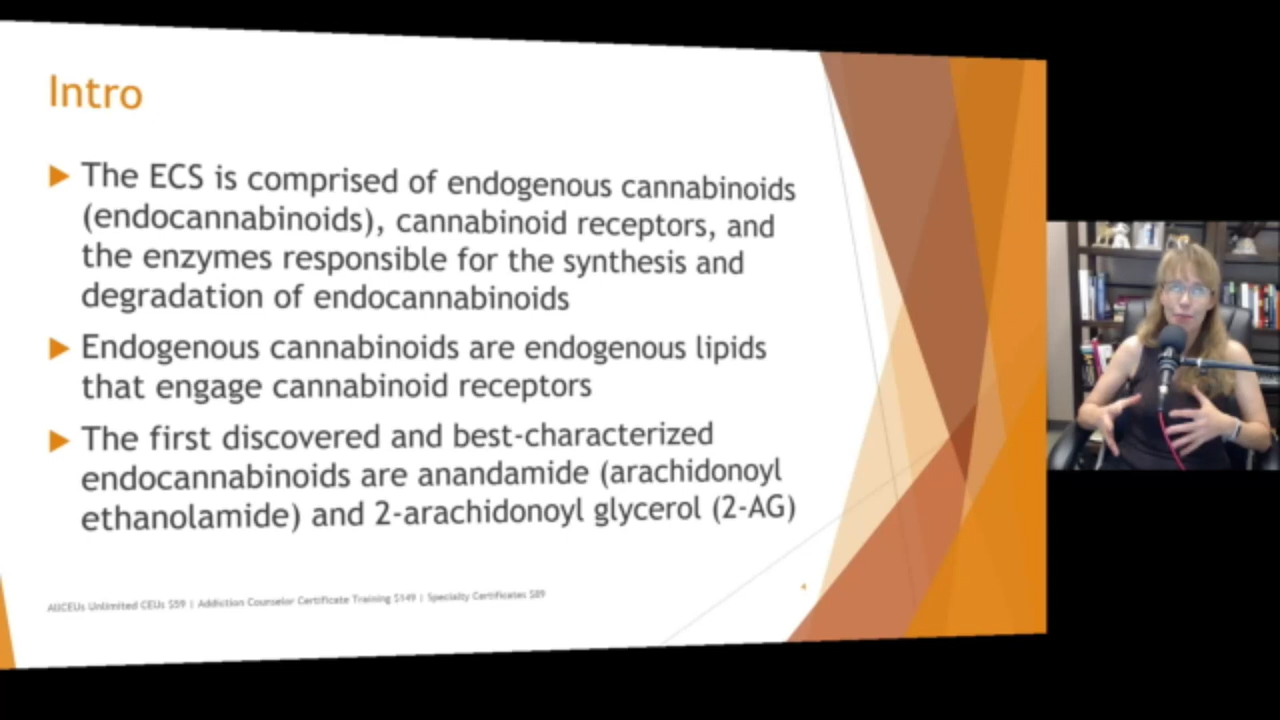 Intro
The ECS is comprised of endogenous cannabinoids
(endocannabinoids), cannabinoid receptors, and
the enzymes responsible for the synthesis and
degradation of endocannabinoids
Endogenous cannabinoids are endogenous lipids
that engage cannabinoid receptors
The first discovered and best-characterized
endocannabinoids are anandamide (arachidonoyl
ethanolamide) and 2-arachidonoyl glycerol (2-AG)
AllCEUs Unlimited CEUs $59 | Addiction Counselor Certificate Training $149 | Specialty Certificates $89
4